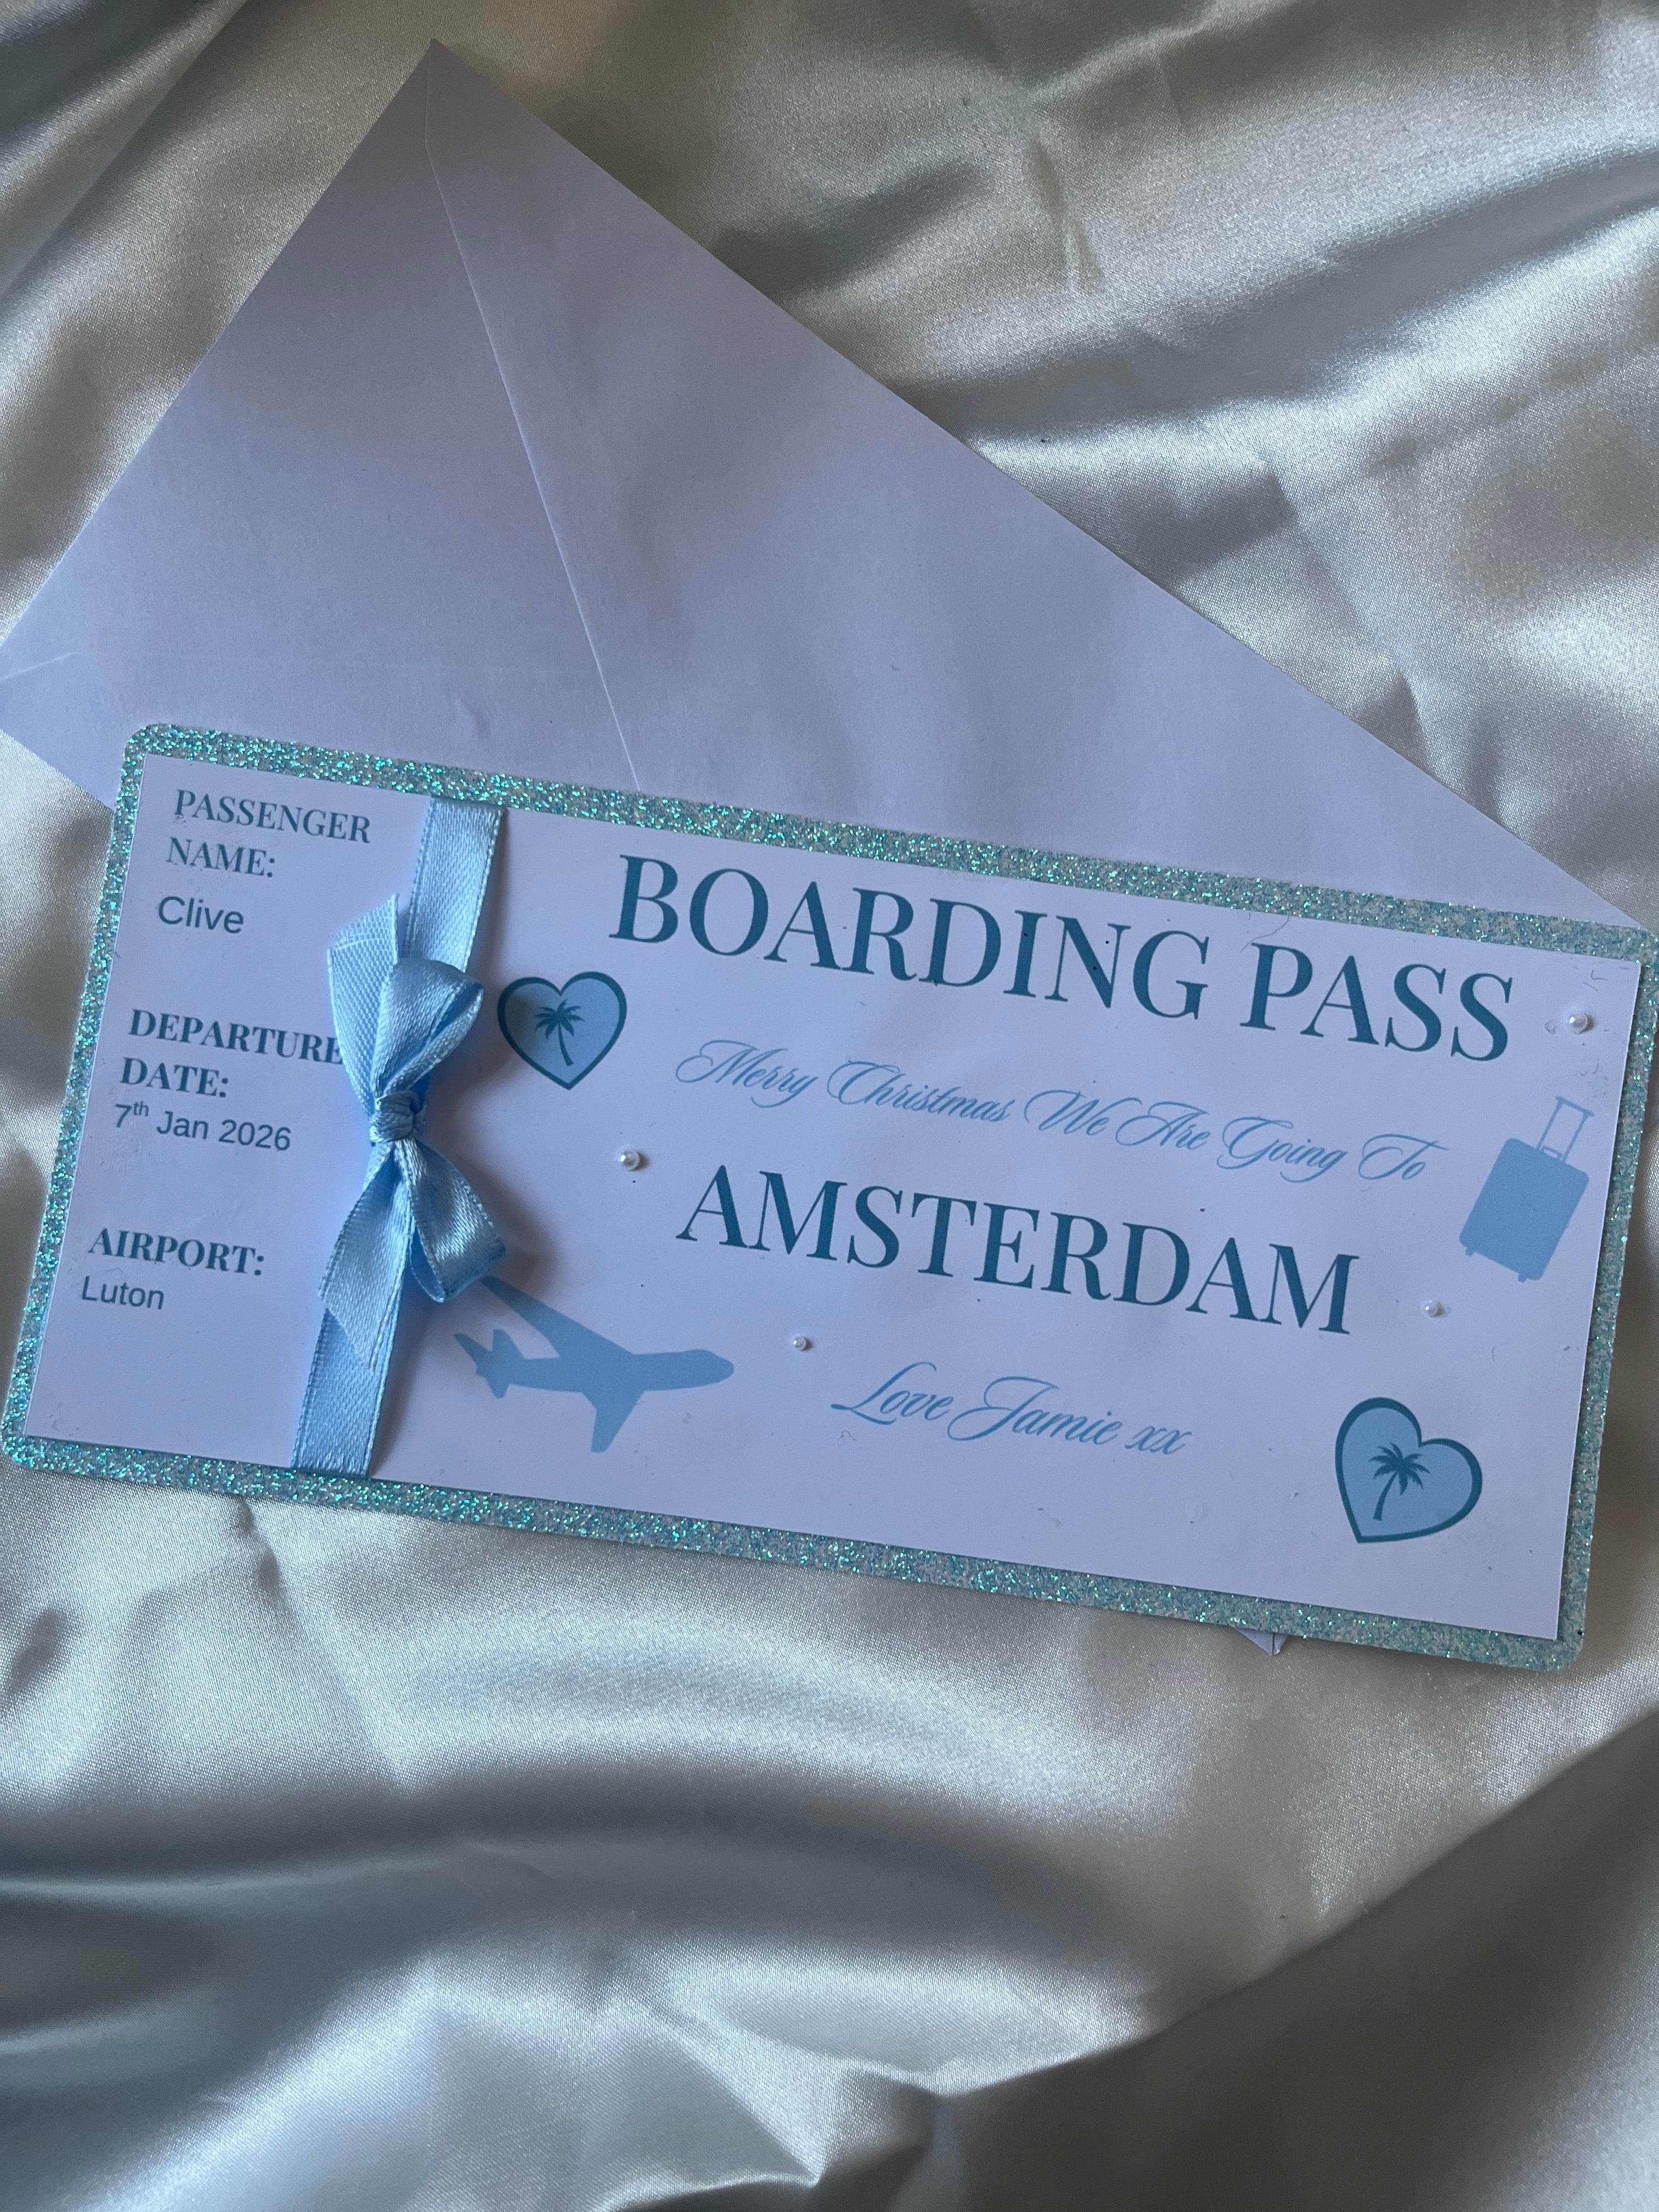 PASSENGER
NAME:
Clive
DEPARTURE
DATE:
7th Jan 2026
AIRPORT:
Luton
BOARDING PASS
Merry Christmas We Are Going To
AMSTERDAM
Love Jamie xx